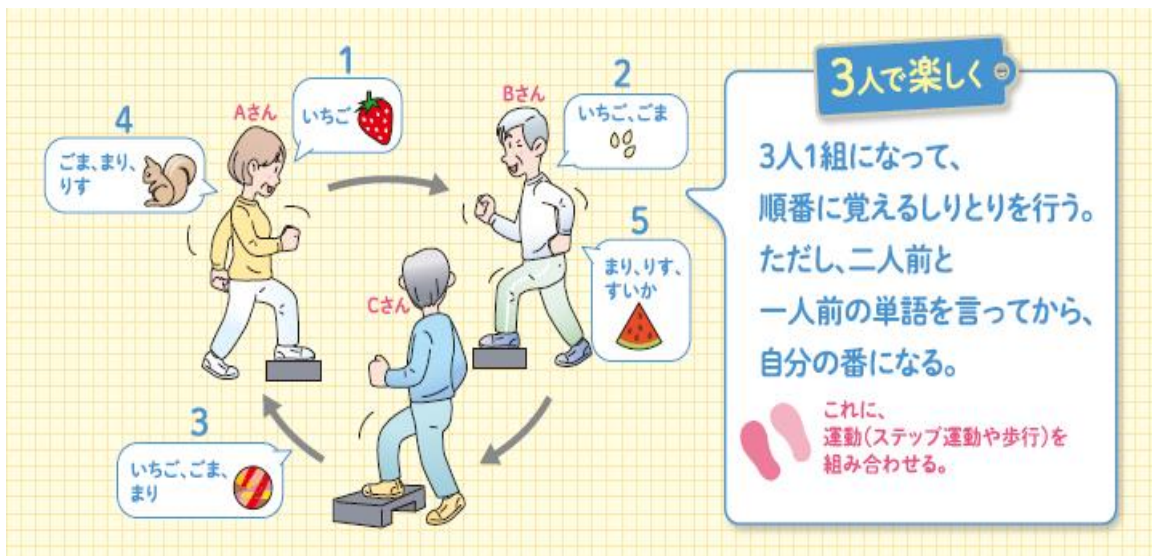 1
Aさん
いちご
2
Bさん
いちご、ごま
3
Cさん
いちご、ごま、
まり
4
ごま、まり、
りす
5
まり、りす、
すいか
3人で楽しく
3人1組になって、
順番に覚えるしりとりを行う。
ただし、二人前と
一人前の単語を言ってから、
自分の番になる。
これに、
運動(ステップ運動や歩行)を
組み合わせる。